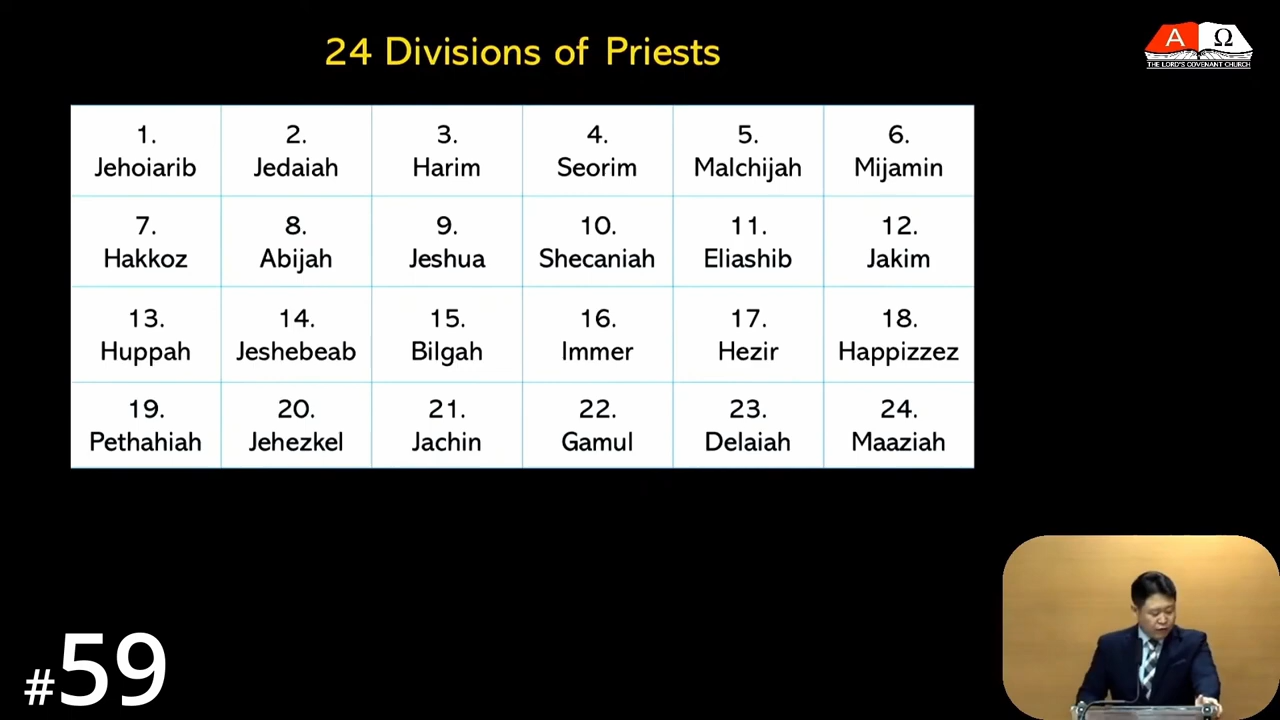 24 Divisions of Priests
A Ω
THE LORD'S COVENANT CHURCH
1. 2. 3. 4. 5. 6.
Jehoiarib Jedaiah Harim Seorim Malchijah Mijamin
7. 8. 9. 10. 11. 12.
Hakkoz Abijah Jeshua Shecaniah Eliashib Jakim
13. 14. 15. 16. 17. 18.
Huppah Jeshebeab Bilgah Immer Hezir Happizzez
19. 20. 21. 22. 23. 24.
Pethahiah Jehezkel Jachin Gamul Delaiah Maaziah
#59